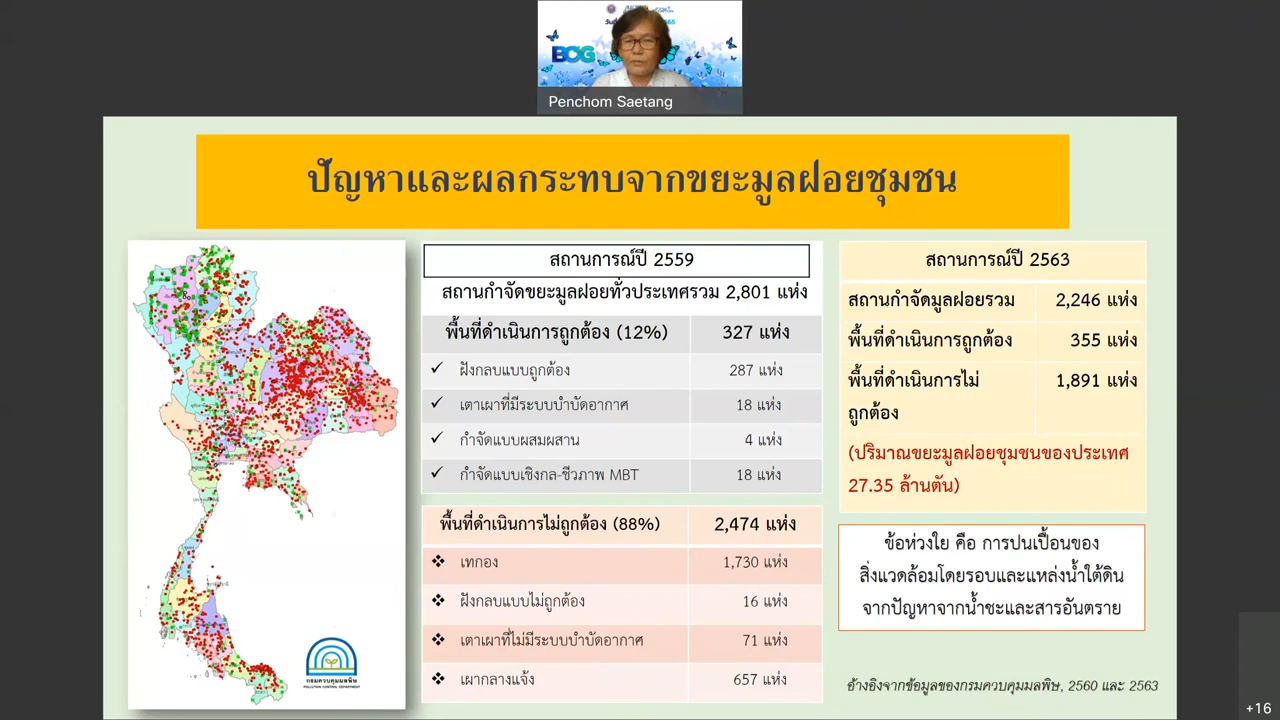 BCG
Penchom Saetang
ปัญหาและผลกระทบจากขยะมูลฝอยชุมชน
สถานการณ์ปี 2559
สถานกำจัดขยะมูลฝอยทั่วประเทศรวม 2,801 แห่ง
พื้นที่ดำเนินการถูกต้อง (12%) 327 แห่ง
✓ ฝังกลบแบบถูกต้อง 287 แห่ง
✓ เตาเผาที่มีระบบบำบัดอากาศ 18 แห่ง
✓ กำจัดแบบผสมผสาน 4 แห่ง
✓ กำจัดแบบเชิงกล-ชีวภาพ MBT 18 แห่ง
พื้นที่ดำเนินการไม่ถูกต้อง (88%) 2,474 แห่ง
❖ เทกอง 1,730 แห่ง
❖ ฝังกลบแบบไม่ถูกต้อง 16 แห่ง
❖ เตาเผาที่ไม่มีระบบบำบัดอากาศ 71 แห่ง
❖ เผากลางแจ้ง 657 แห่ง
สถานการณ์ปี 2563
สถานกำจัดมูลฝอยรวม 2,246 แห่ง
พื้นที่ดำเนินการถูกต้อง 355 แห่ง
พื้นที่ดำเนินการไม่ 1,891 แห่ง
ถูกต้อง
(ปริมาณขยะมูลฝอยชุมชนของประเทศ
27.35 ล้านตัน)
ข้อห่วงใย คือ การปนเปื้อนของ
สิ่งแวดล้อมโดยรอบและแหล่งน้ำใต้ดิน
จากปัญหาจากน้ำชะและสารอันตราย
อ้างอิงจากข้อมูลของกรมควบคุมมลพิษ, 2560 และ 2563
กรมควบคุมมลพิษ
POLLUTION CONTROL DEPARTMENT
+16